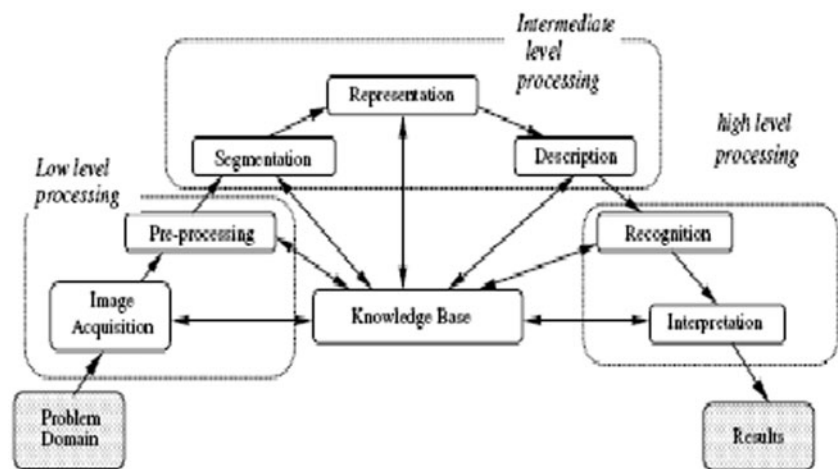 Intermediate
level
processing
Representation
high level
processing
Segmentation
Description
Low level
processing
Pre-processing
Recognition
Image
Acquisition
Knowledge Base
Interpretation
Problem
Domain
Results